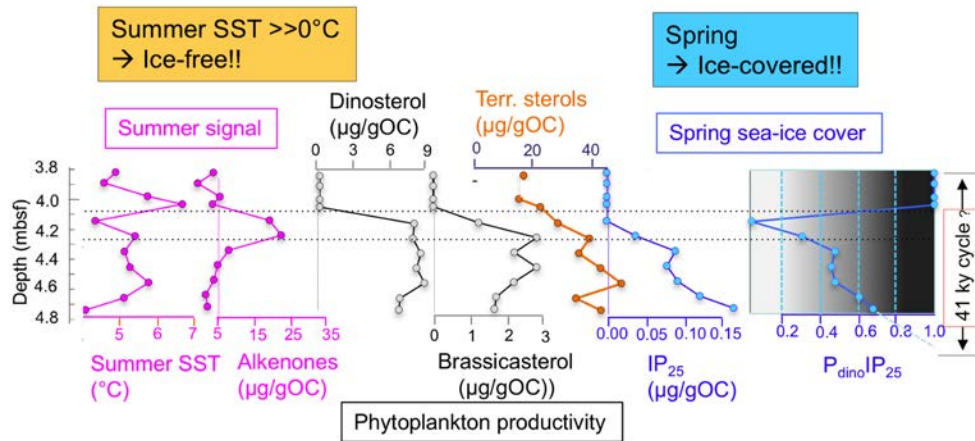 Summer SST >>0°C
→ Ice-free!!
Spring
→ Ice-covered!!
Summer signal
Dinosterol
(µg/gOC)
Terr. sterols
(µg/gOC)
Spring sea-ice cover
0 9
0 20 40
3.8
4.0
4.2
4.4
4.6
4.8
Depth (mbsf)
41 ky cycle ?
5 7
5 15 25 35
0 1 2 3
0.00 0.05 0.10 0.15
0.2 0.4 0.6 0.8 1.0
Summer SST
(°C)
Alkenones
(µg/gOC)
Brassicasterol
(µg/gOC))
IP25
(µg/gOC)
PdinoIP25
Phytoplankton productivity